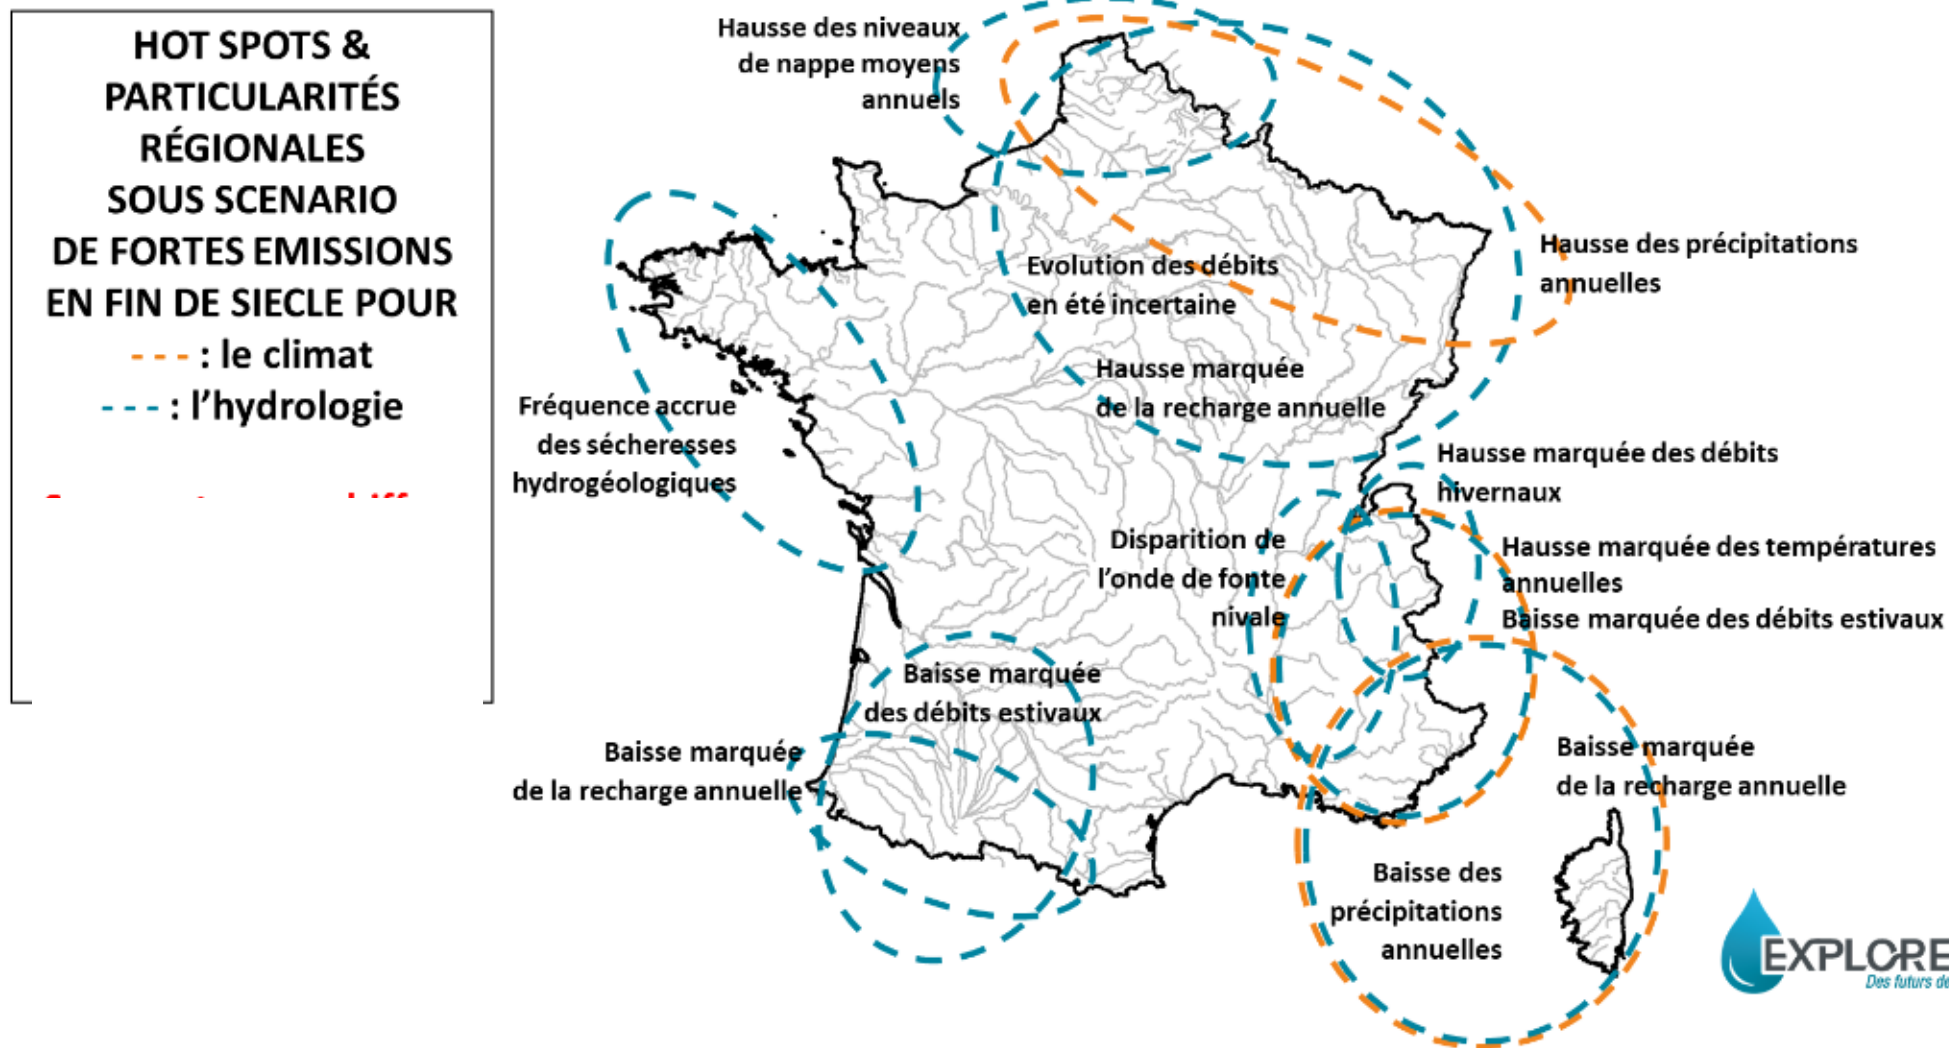 HOT SPOTS &
PARTICULARITÉS
RÉGIONALES
SOUS SCENARIO
DE FORTES EMISSIONS
EN FIN DE SIECLE POUR
- - - : le climat
- - - : l'hydrologie
Hausse des niveaux
de nappe moyens
annuels
Hausse des précipitations
annuelles
Evolution des débits
en été incertaine
Hausse marquée
de la recharge annuelle
Fréquence accrue
des sécheresses
hydrogéologiques
Hausse marquée des débits
hivernaux
Disparition de
l'onde de fonte
nivale
Hausse marquée des températures
annuelles
Baisse marquée des débits estivaux
Baisse marquée
des débits estivaux
Baisse marquée
de la recharge annuelle
Baisse marquée
de la recharge annuelle
Baisse des
précipitations
annuelles
EXPLORE
Des futurs de